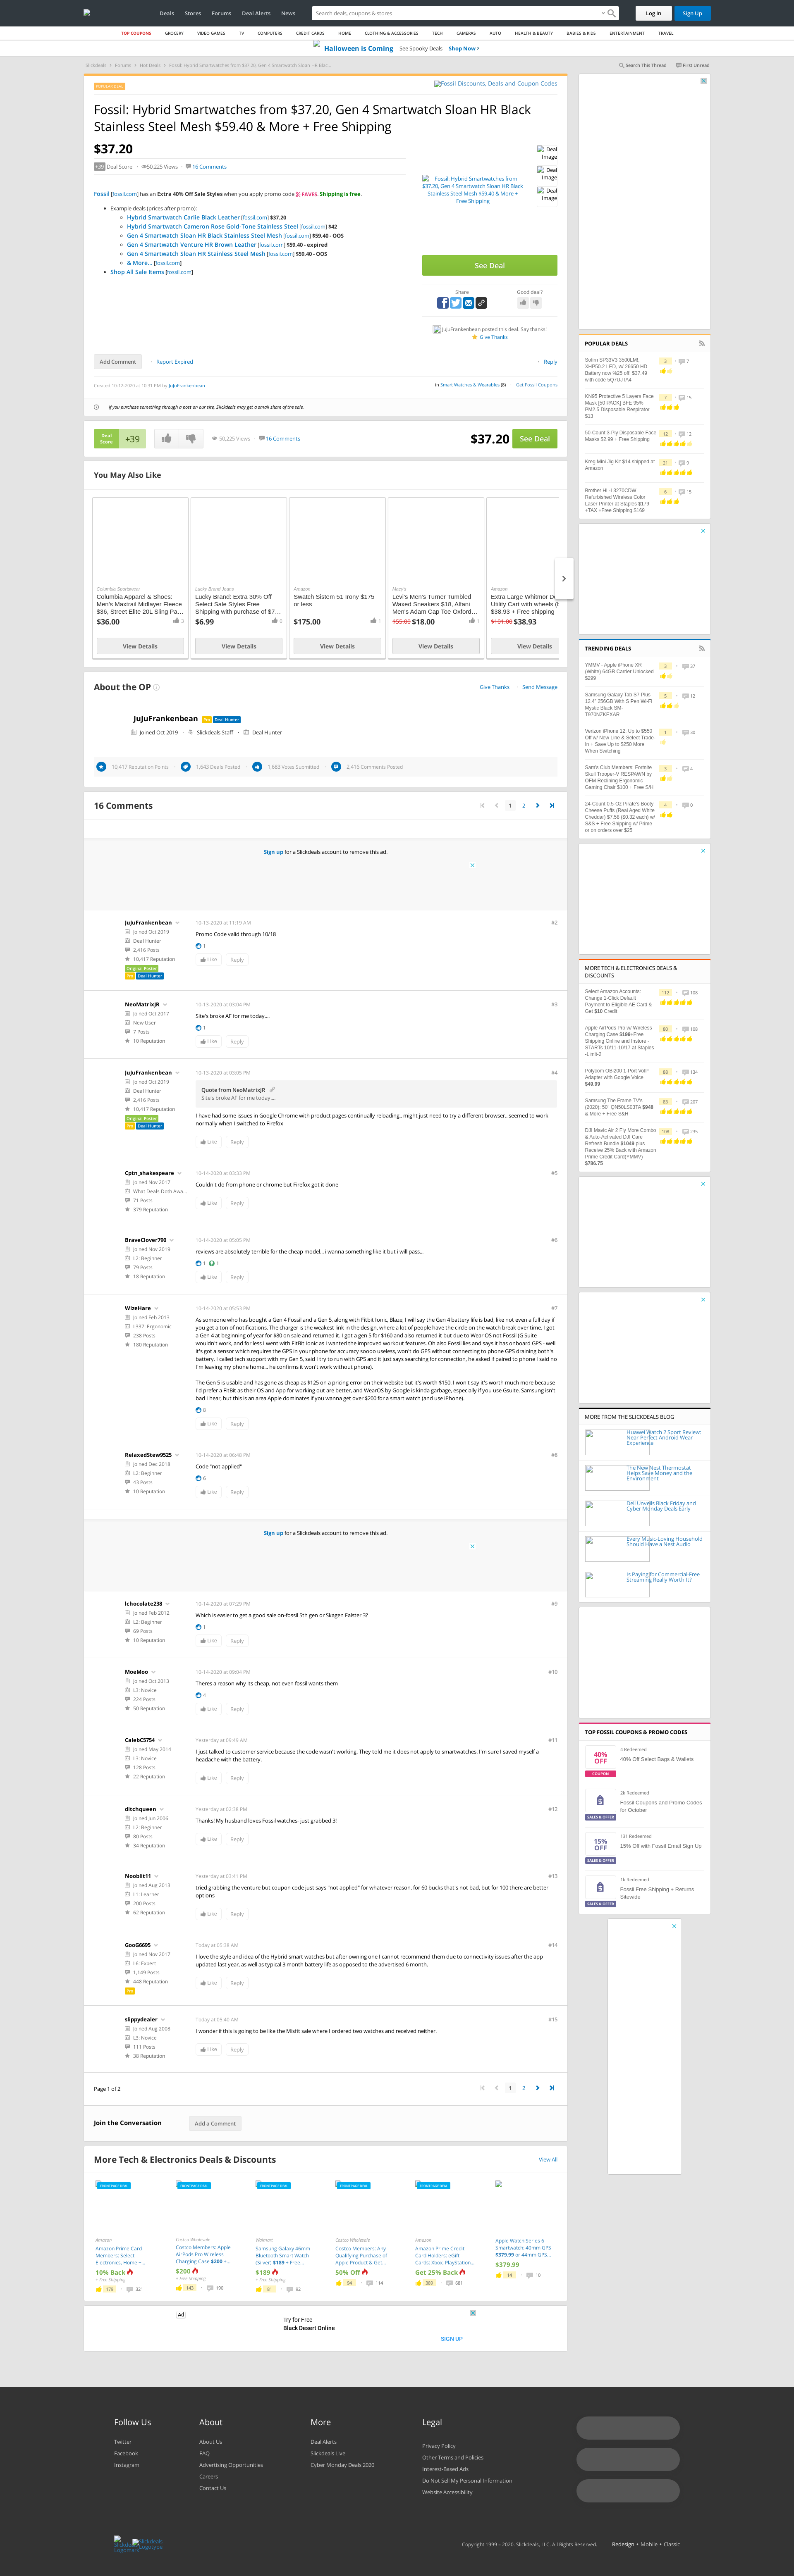 Deals Stores Forums Deal Alerts News
Search deals, coupons & stores
Log In
Sign Up
TOP COUPONS GROCERY VIDEO GAMES TV COMPUTERS CREDIT CARDS HOME CLOTHING & ACCESSORIES TECH CAMERAS AUTO HEALTH & BEAUTY BABIES & KIDS ENTERTAINMENT TRAVEL
Halloween is Coming See Spooky Deals Shop Now
Slickdeals Forums Hot Deals Fossil: Hybrid Smartwatches from $37.20, Gen 4 Smartwatch Sloan HR Blac...
Search This Thread First Unread
POPULAR DEAL
Fossil Discounts, Deals and Coupon Codes
Fossil: Hybrid Smartwatches from $37.20, Gen 4 Smartwatch Sloan HR Black
Stainless Steel Mesh $59.40 & More + Free Shipping
$37.20
+39 Deal Score 50,225 Views 16 Comments
Fossil [fossil.com] has an Extra 40% Off Sale Styles when you apply promo code FAVES. Shipping is free.
Example deals (prices after promo):
Hybrid Smartwatch Carlie Black Leather [fossil.com] $37.20
Hybrid Smartwatch Cameron Rose Gold-Tone Stainless Steel [fossil.com] $42
Gen 4 Smartwatch Sloan HR Black Stainless Steel Mesh [fossil.com] $59.40 - OOS
Gen 4 Smartwatch Venture HR Brown Leather [fossil.com] $59.40 - expired
Gen 4 Smartwatch Sloan HR Stainless Steel Mesh [fossil.com] $59.40 - OOS
& More... [fossil.com]
Shop All Sale Items [fossil.com]
Fossil: Hybrid Smartwatches from
$37.20, Gen 4 Smartwatch Sloan HR Black
Stainless Steel Mesh $59.40 & More +
Free Shipping
Deal
Image
Deal
Image
Deal
Image
See Deal
Share
Good deal?
JuJuFrankenbean posted this deal. Say thanks!
Give Thanks
Add Comment Report Expired Reply
Created 10-12-2020 at 10:31 PM by JuJuFrankenbean
in Smart Watches & Wearables (8) Get Fossil Coupons
If you purchase something through a post on our site, Slickdeals may get a small share of the sale.
Deal
Score
+39
50,225 Views 16 Comments
$37.20
See Deal
You May Also Like
Columbia Sportswear
Columbia Apparel & Shoes:
Men's Maxtrail Midlayer Fleece
$36, Street Elite 20L Sling Pa...
$36.00 3
View Details
Lucky Brand Jeans
Lucky Brand: Extra 30% Off
Select Sale Styles Free
Shipping with purchase of $7...
$6.99 0
View Details
Amazon
Swatch Sistem 51 Irony $175
or less
$175.00 1
View Details
Macy's
Levi's Men's Turner Tumbled
Waxed Sneakers $18, Alfani
Men's Adam Cap Toe Oxford...
$55.00 $18.00 1
View Details
Amazon
Extra Large Whitmor D
Utility Cart with wheels (
$38.93 + Free shipping
$101.00 $38.93
View Details
About the OP
Give Thanks Send Message
JuJuFrankenbean Pro Deal Hunter
Joined Oct 2019 Slickdeals Staff Deal Hunter
10,417 Reputation Points 1,643 Deals Posted 1,683 Votes Submitted 2,416 Comments Posted
16 Comments
1 2
Sign up for a Slickdeals account to remove this ad.
JuJuFrankenbean
Joined Oct 2019
Deal Hunter
2,416 Posts
10,417 Reputation
Original Poster
Pro Deal Hunter
10-13-2020 at 11:19 AM #2
Promo Code valid through 10/18
1
Like Reply
NeoMatrixJR
Joined Oct 2017
New User
7 Posts
10 Reputation
10-13-2020 at 03:04 PM #3
Site's broke AF for me today....
1
Like Reply
JuJuFrankenbean
Joined Oct 2019
Deal Hunter
2,416 Posts
10,417 Reputation
Original Poster
Pro Deal Hunter
10-13-2020 at 03:05 PM #4
Quote from NeoMatrixJR
Site's broke AF for me today....
I have had some issues in Google Chrome with product pages continually reloading.. might just need to try a different browser.. seemed to work
normally when I switched to Firefox
Like Reply
Cptn_shakespeare
Joined Nov 2017
What Deals Doth Awa...
71 Posts
379 Reputation
10-14-2020 at 03:33 PM #5
Couldn't do from phone or chrome but Firefox got it done
Like Reply
BraveClover790
Joined Nov 2019
L2: Beginner
79 Posts
18 Reputation
10-14-2020 at 05:05 PM #6
reviews are absolutely terrible for the cheap model... i wanna something like it but i will pass...
1 1
Like Reply
WizeHare
Joined Feb 2013
L337: Ergonomic
238 Posts
180 Reputation
10-14-2020 at 05:53 PM #7
As someone who has bought a Gen 4 Fossil and a Gen 5, along with Fitbit Ionic, Blaze, I will say the Gen 4 battery life is bad, like not even a full day if
you get a ton of notifications. The charger is the weakest link in the design, where a lot of people have the circle on the watch break over time. I got
a Gen 4 at beginning of year for $80 on sale and returned it. I got a gen 5 for $160 and also returned it but due to Wear OS not Fossil (G Suite
wouldn't work, and for less I went with FitBit Ionic as I wanted more workout and outdoor activity tracking vs what it has onboard GPS - well
it's got a sensor which requires the GPS in your phone for accuracy soooo useless, won't do GPS without connecting to phone directly first. battery is
about the same, but I actually get 2 days on Ionic vs 1 on Gen 5). I called tech support with my Gen 5, said I try to run with GPS and it just says searching for connection, he asked if paired to phone I said no
I'm leaving my phone home... he confirms it won't work without phone).
The Gen 5 is usable and has gone as cheap as $125 on a pricing error on their website but it's worth $150. I won't say it's worth much more because
I'd prefer a FitBit as their OS and App for working out are better, and WearOS by Google is kinda garbage, especially if you use Gsuite. Samsung isn't
bad I hear, but this is an area Apple dominates if you wanna get over $200 for a smart watch (and use iPhone).
8
Like Reply
RelaxedStew9525
Joined Dec 2016
L2: Beginner
43 Posts
10 Reputation
10-14-2020 at 06:48 PM #8
Code "not applied"
6
Like Reply
Sign up for a Slickdeals account to remove this ad.
lchocolate238
Joined Feb 2012
L2: Beginner
69 Posts
10 Reputation
10-14-2020 at 07:29 PM #9
Which is easier to get a good sale on-fossil 5th gen or Skagen Falster 3?
1
Like Reply
MoeMoo
Joined Oct 2013
L3: Novice
224 Posts
50 Reputation
10-14-2020 at 09:04 PM #10
Theres a reason why its cheap, not even fossil wants them
4
Like Reply
CalebC5754
Joined May 2014
L3: Novice
128 Posts
22 Reputation
Yesterday at 09:49 AM #11
I just talked to customer service because the code wasn't working. They told me it does not apply to smartwatches. I'm sure I saved myself a
headache with the battery.
Like Reply
ditchqueen
Joined Jun 2006
L2: Beginner
80 Posts
34 Reputation
Yesterday at 02:38 PM #12
Thanks! My husband loves Fossil watches- just grabbed 3!
Like Reply
Nooblit11
Joined Aug 2013
L1: Learner
200 Posts
62 Reputation
Yesterday at 03:41 PM #13
tried grabbing the venture but coupon code just says "not applied" for whatever reason. for 60 bucks that's not bad, but for 100 there are better
options
Like Reply
GooG6695
Joined Nov 2017
L6: Expert
1,149 Posts
448 Reputation
Pro
Today at 05:38 AM #14
I love the style and idea of the Hybrid smart watches but after owning one I cannot recommend them due to connectivity issues after the app
updated last year, as well as typical 3 month battery life as opposed to the advertised 6 month.
Like Reply
slippydealer
Joined Aug 2008
L3: Novice
111 Posts
38 Reputation
Today at 05:40 AM #15
I wonder if this is going to be like the Misfit sale where I ordered two watches and received neither.
Like Reply
Page 1 of 2
1 2
Join the Conversation
Add a Comment
More Tech & Electronics Deals & Discounts
View All
FRONTPAGE DEAL
Amazon
Amazon Prime Card
Members: Select
Electronics, Home +...
10% Back
+ Free Shipping
179 321
FRONTPAGE DEAL
Costco Wholesale
Costco Members: Apple
AirPods Pro Wireless
Charging Case $200 +...
$200
+ Free Shipping
143 190
FRONTPAGE DEAL
Walmart
Samsung Galaxy 46mm
Bluetooth Smart Watch
(Silver) $189 + Free...
$189
+ Free Shipping
81 92
FRONTPAGE DEAL
Costco Wholesale
Costco Members: Any
Qualifying Purchase of
Apple Product & Get...
50% Off
94 114
FRONTPAGE DEAL
Amazon
Amazon Prime Credit
Card Holders: eGift
Cards: Xbox, PlayStation...
Get 25% Back
389 681
Apple Watch Series 6
Smartwatch: 40mm GPS
$379.99 or 44mm GPS...
$379.99
14 10
Ad
Try for Free
Black Desert Online
SIGN UP
POPULAR DEALS
Sofirn SP33V3 3500LM!,
XHP50.2 LED, w/ 26650 HD
Battery now %25 off! $37.49
with code 5Q7UJTA4
3 7
KN95 Protective 5 Layers Face
Mask [50 PACK] BFE 95%
PM2.5 Disposable Respirator
$13
7 15
50-Count 3-Ply Disposable Face
Masks $2.99 + Free Shipping
12 12
Kreg Mini Jig Kit $14 shipped at
Amazon
21 9
Brother HL-L3270CDW
Refurbished Wireless Color
Laser Printer at Staples $179
+TAX +Free Shipping $169
6 15
TRENDING DEALS
YMMV - Apple iPhone XR
(White) 64GB Carrier Unlocked
$299
3 37
Samsung Galaxy Tab S7 Plus
12.4" 256GB With S Pen Wi-Fi
Mystic Black SM-
T970NZKEXAR
5 12
Verizon iPhone 12: Up to $550
Off w/ New Line & Select Trade-
In + Save Up to $250 More
When Switching
1 30
Sam's Club Members: Fortnite
Skull Trooper-V RESPAWN by
OFM Reclining Ergonomic
Gaming Chair $100 + Free S/H
3 4
24-Count 0.5-Oz Pirate's Booty
Cheese Puffs (Real Aged White
Cheddar) $7.58 ($0.32 each) w/
S&S + Free Shipping w/ Prime
or on orders over $25
4 0
MORE TECH & ELECTRONICS DEALS &
DISCOUNTS
Select Amazon Accounts:
Change 1-Click Default
Payment to Eligible AE Card &
Get $10 Credit
112 108
Apple AirPods Pro w/ Wireless
Charging Case $199+Free
Shipping Online and Instore -
STARTs 10/11-10/17 at Staples
-Limit-2
80 108
Polycom OBi200 1-Port VoIP
Adapter with Google Voice
$49.99
88 134
Samsung The Frame TV's
(2020): 50" QN50LS03TA $948
& More + Free S&H
83 207
DJI Mavic Air 2 Fly More Combo
& Auto-Activated DJI Care
Refresh Bundle $1049 plus
Receive 25% Back with Amazon
Prime Credit Card(YMMV)
$786.75
108 235
MORE FROM THE SLICKDEALS BLOG
Huawei Watch 2 Sport Review:
Near-Perfect Android Wear
Experience
The New Nest Thermostat
Helps Save Money and the
Environment
Dell Unveils Black Friday and
Cyber Monday Deals Early
Every Music-Loving Household
Should Have a Nest Audio
Is Paying for Commercial-Free
Streaming Really Worth It?
TOP FOSSIL COUPONS & PROMO CODES
40%
OFF
COUPON
4 Redeemed
40% Off Select Bags & Wallets
SALES & OFFER
2k Redeemed
Fossil Coupons and Promo Codes
for October
15%
OFF
SALES & OFFER
131 Redeemed
15% Off with Fossil Email Sign Up
SALES & OFFER
1k Redeemed
Fossil Free Shipping + Returns
Sitewide
Follow Us
Twitter
Facebook
Instagram
About
About Us
FAQ
Advertising Opportunities
Careers
Contact Us
More
Deal Alerts
Slickdeals Live
Cyber Monday Deals 2020
Legal
Privacy Policy
Other Terms and Policies
Interest-Based Ads
Do Not Sell My Personal Information
Website Accessibility
Copyright 1999 - 2020. Slickdeals, LLC. All Rights Reserved.
Redesign • Mobile • Classic